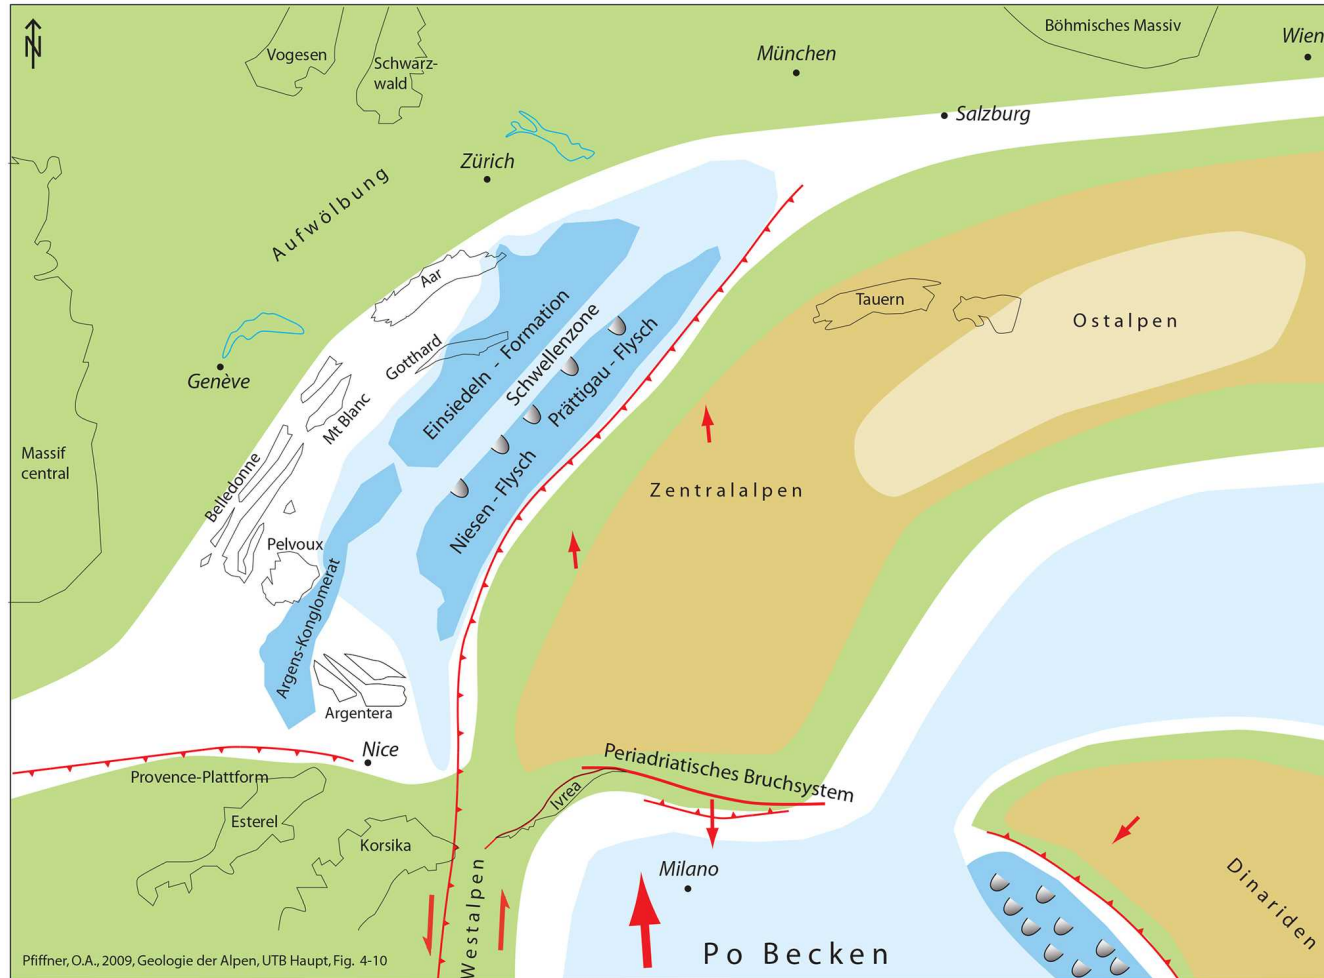 N
Vogesen
Schwarz-
wald
München
Böhmisches Massiv
Wien
Salzburg
Zürich
Aufwölbung
Aar
Tauern
Ostalpen
Genève
Gotthard
Einsiedeln - Formation
Schwellenzone
Prättigau - Flysch
Mt Blanc
Massif
central
Belledonne
Zentralalpen
Niesen - Flysch
Pelvoux
Argens-Konglomerat
Argentera
Nice
Periadriatisches Bruchsystem
Provence-Plattform
Ivrea
Esterel
Korsika
Milano
Westalpen
Dinariden
Po Becken
Pfiffner, O.A., 2009, Geologie der Alpen, UTB Haupt, Fig. 4-10